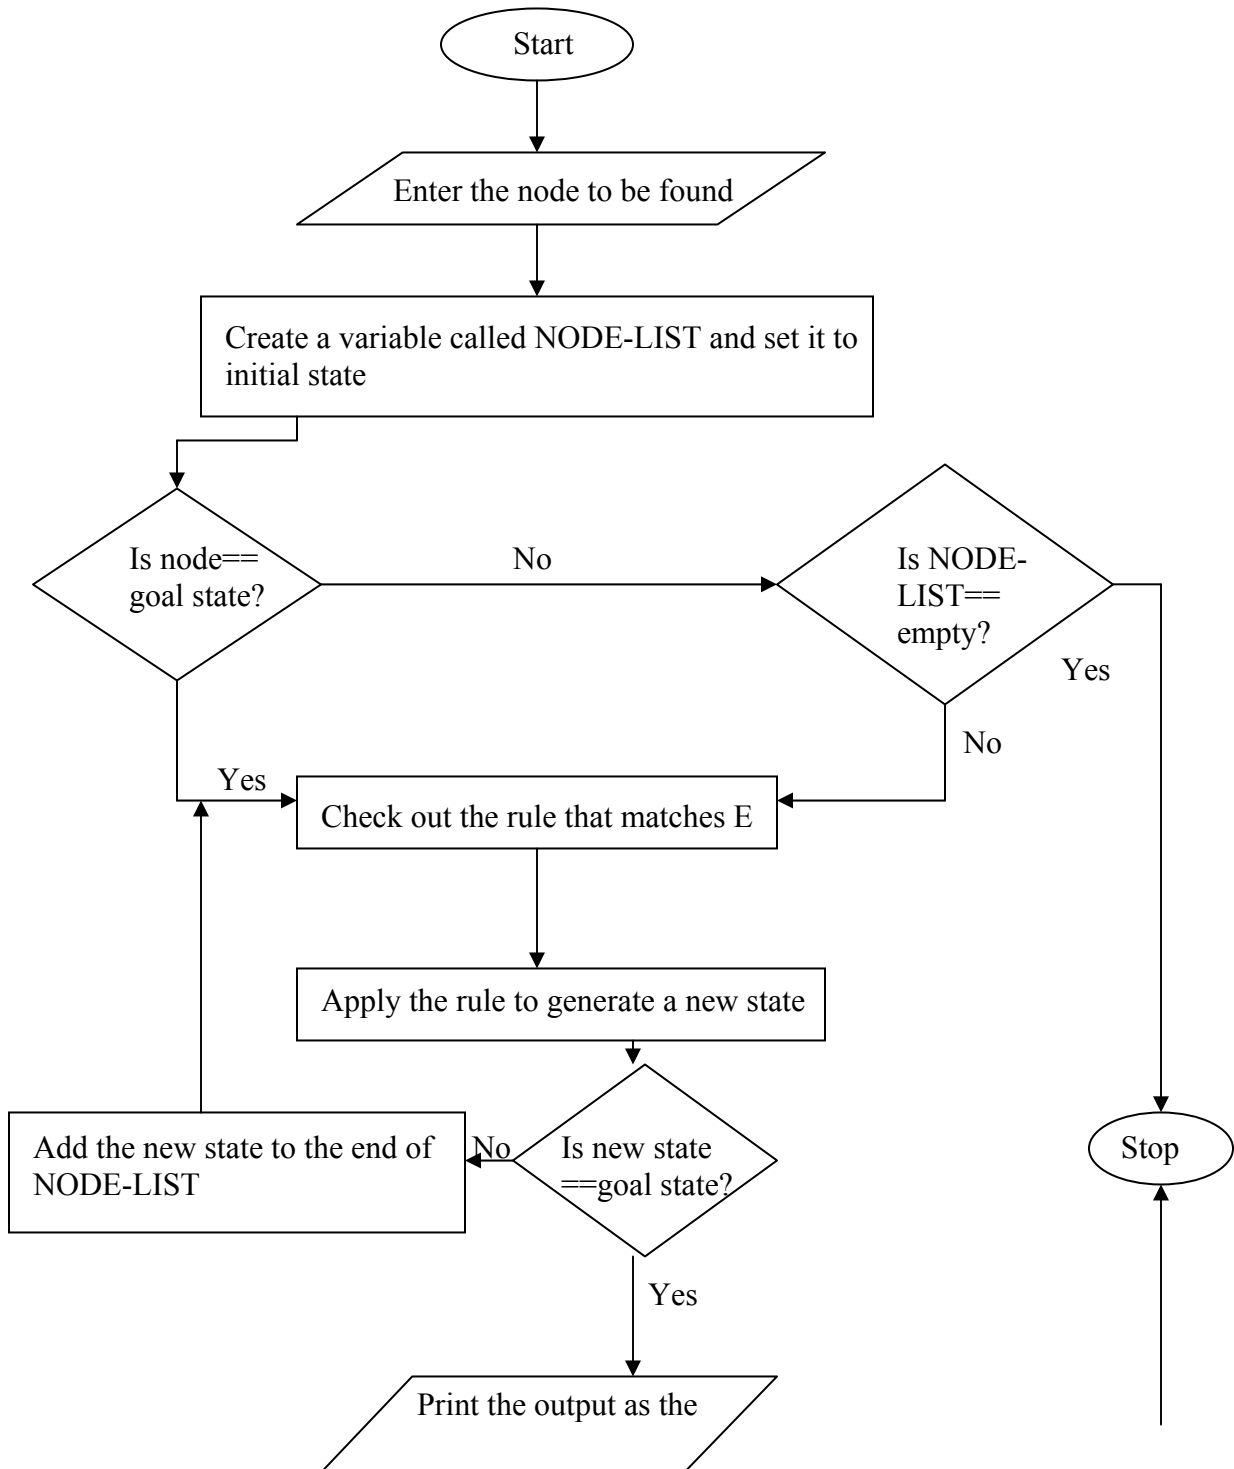 Start
Enter the node to be found
Create a variable called NODE-LIST and set it to
initial state
Is node==
goal state?
No
Is NODE-
LIST==
empty?
Yes
No
Yes
Check out the rule that matches E
Apply the rule to generate a new state
Add the new state to the end of
NODE-LIST
No
Is new state
==goal state?
Stop
Yes
Print the output as the